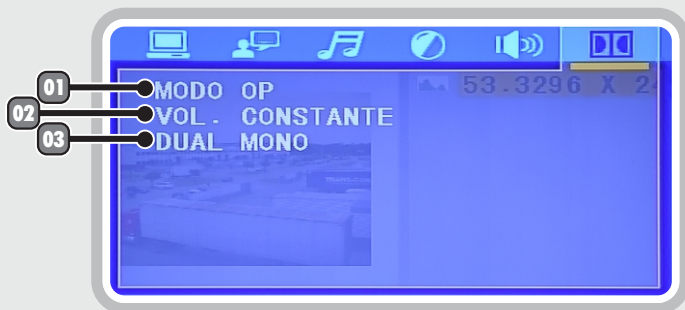 01 MODO OP
02 VOL. CONSTANTE
03 DUAL MONO
53.3296 X 24